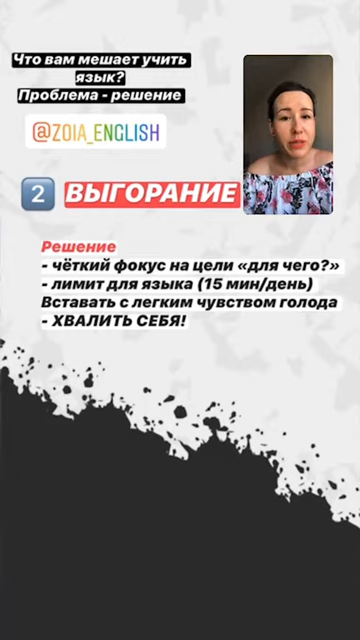 Что вам мешает учить
язык?
Проблема - решение
@ZOIA_ENGLISH
2 ВЫГОРАНИЕ
Решение
- чёткий фокус на цели «для чего?»
- лимит для языка (15 мин/день)
Вставать с легким чувством голода
- ХВАЛИТЬ СЕБЯ!